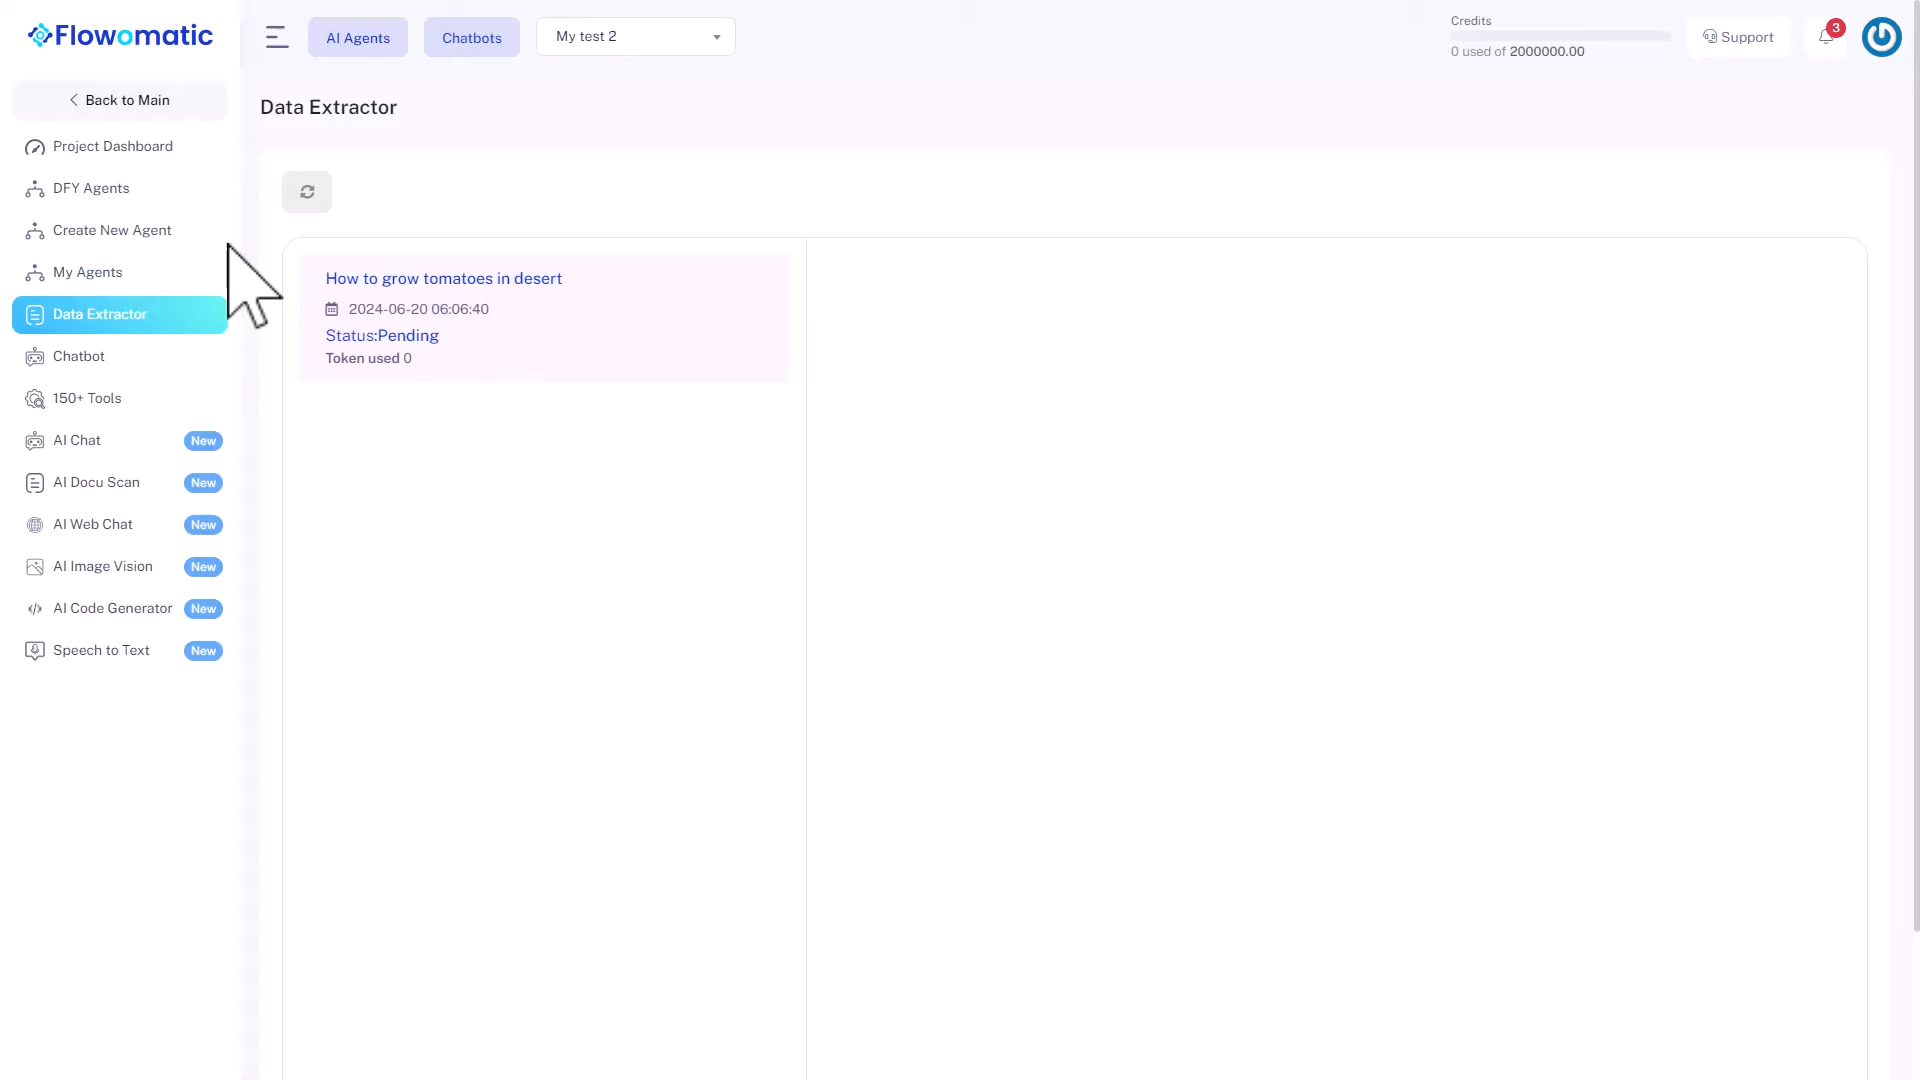 Flowomatic
AI Agents
Chatbots
My test 2
Credits
0 used of 2000000.00
Support
3
Back to Main
Project Dashboard
DFY Agents
Create New Agent
My Agents
Data Extractor
Chatbot
150+ Tools
AI Chat New
AI Docu Scan New
AI Web Chat New
AI Image Vision New
AI Code Generator New
Speech to Text New
Data Extractor
How to grow tomatoes in desert
2024-06-20 06:06:40
Status:Pending
Token used 0